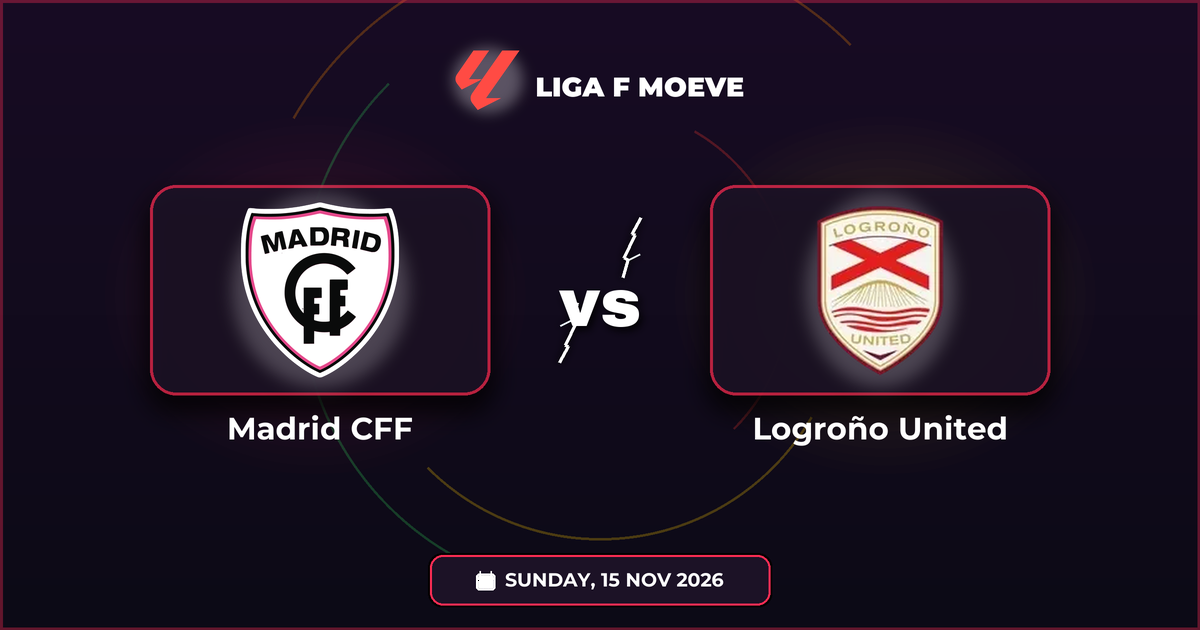 LIGA F MOEVE
MADRID
CFF
LOGROÑO
UNITED
VS
Madrid CFF
Logroño United
SUNDAY, 15 NOV 2026